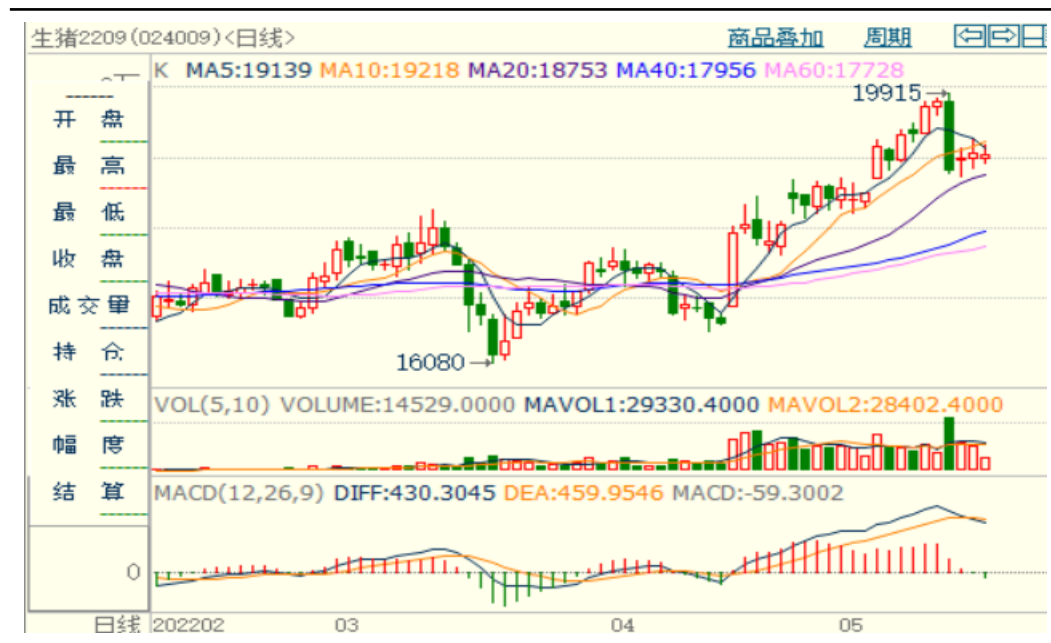 生猪2209(024009)<日线> 商品叠加 周期
K MA5:19139 MA10:19218 MA20:18753 MA40:17956 MA60:17728
19915
开 盘
最 高
最 低
收 盘
成交量
持 仓
16080
涨 跌
VOL(5,10) VOLUME:14529.0000 MAVOL1:29330.4000 MAVOL2:28402.4000
幅 度
结 算
MACD(12,26,9) DIFF:430.3045 DEA:459.9546 MACD:-59.3002
0
日线 202202 03 04 05